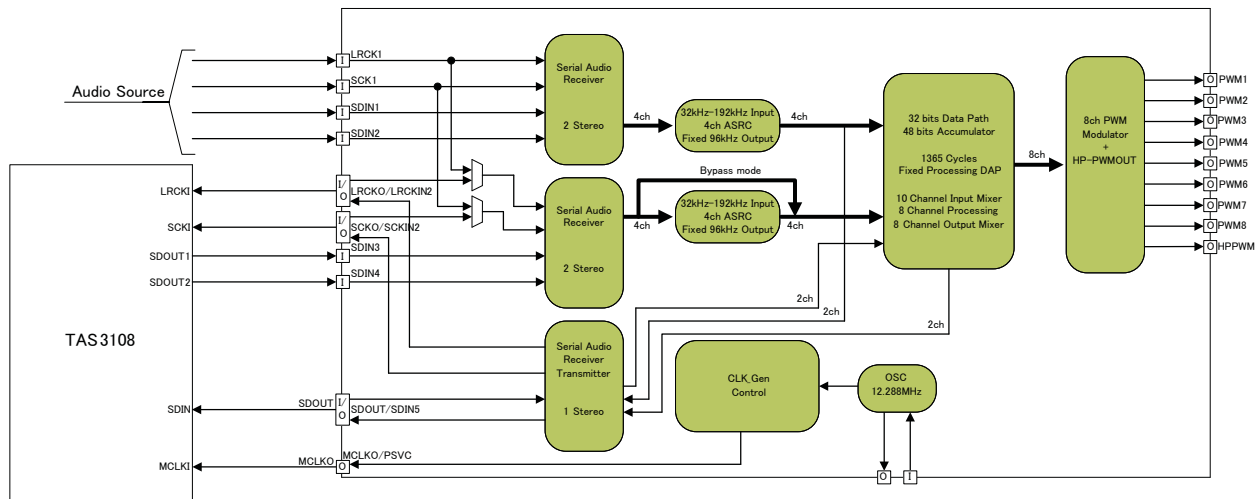 Audio Source
I
LRCK1
I
SCK1
I
SDIN1
I
SDIN2
Serial Audio
Receiver
2 Stereo
4ch
32kHz-192kHz Input
4ch ASRC
Fixed 96kHz Output
4ch
32 bits Data Path
48 bits Accumulator
1365 Cycles
Fixed Processing DAP
10 Channel Input Mixer
8 Channel Processing
8 Channel Output Mixer
8ch
8ch PWM
Modulator
+
HP-PWMOUT
O PWM1
O PWM2
O PWM3
O PWM4
O PWM5
O PWM6
O PWM7
O PWM8
O HPPWM
TAS3108
LRCKI
I/O
LRCKO/LRCKIN2
SCKI
I/O
SCKO/SCKIN2
SDOUT1
I
SDIN3
SDOUT2
I
SDIN4
Serial Audio
Receiver
2 Stereo
4ch
Bypass mode
32kHz-192kHz Input
4ch ASRC
Fixed 96kHz Output
4ch
2ch
2ch
Serial Audio
Receiver
Transmitter
1 Stereo
CLK_Gen
Control
OSC
12.288MHz
SDIN
SDOUT
I/O
SDOUT/SDIN5
MCLKI
MCLKO
O
MCLKO/PSVC
O
I